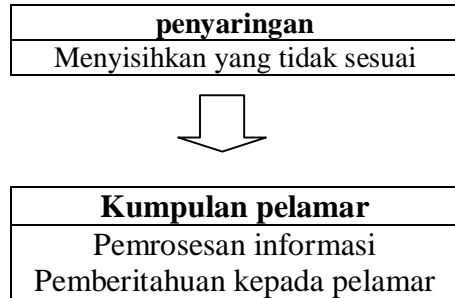 penyaringan
Menyisihkan yang tidak sesuai
Kumpulan pelamar
Pemrosesan informasi
Pemberitahuan kepada pelamar